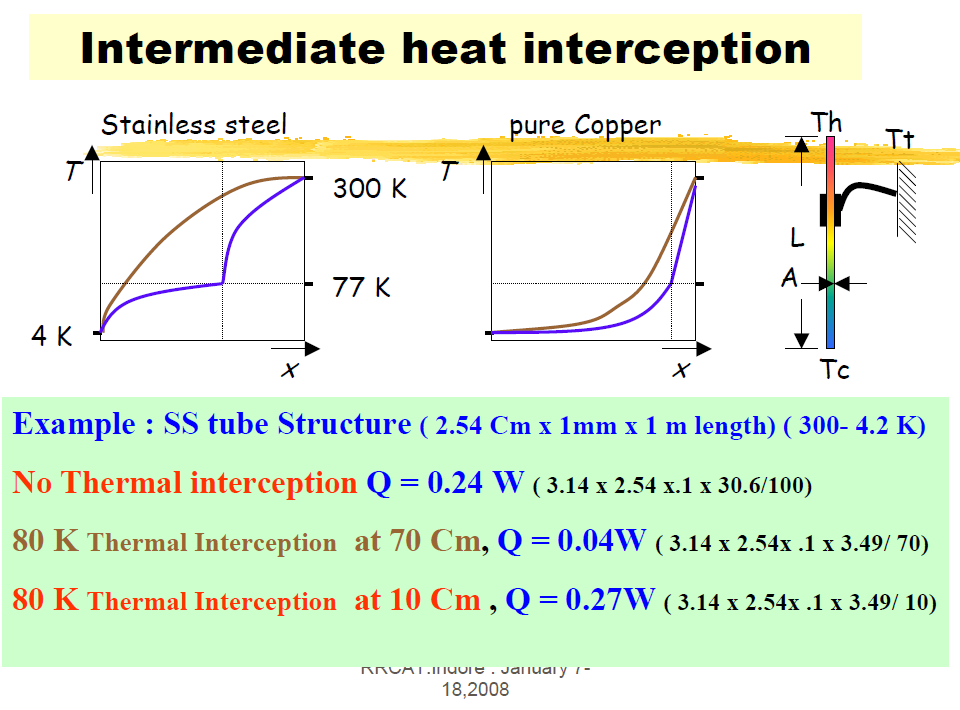 Intermediate heat interception
Stainless steel
pure Copper
Th
Tt
T
300 K
T
L
77 K
A
4 K
x
x
Tc
Example : SS tube Structure ( 2.54 Cm x 1mm x 1 m length) ( 300- 4.2 K)
No Thermal interception Q = 0.24 W ( 3.14 x 2.54 x.1 x 30.6/100)
80 K Thermal Interception at 70 Cm, Q = 0.04W ( 3.14 x 2.54x .1 x 3.49/ 70)
80 K Thermal Interception at 10 Cm , Q = 0.27W ( 3.14 x 2.54x .1 x 3.49/ 10)
RRCAT.Indore . January 7-
18,2008